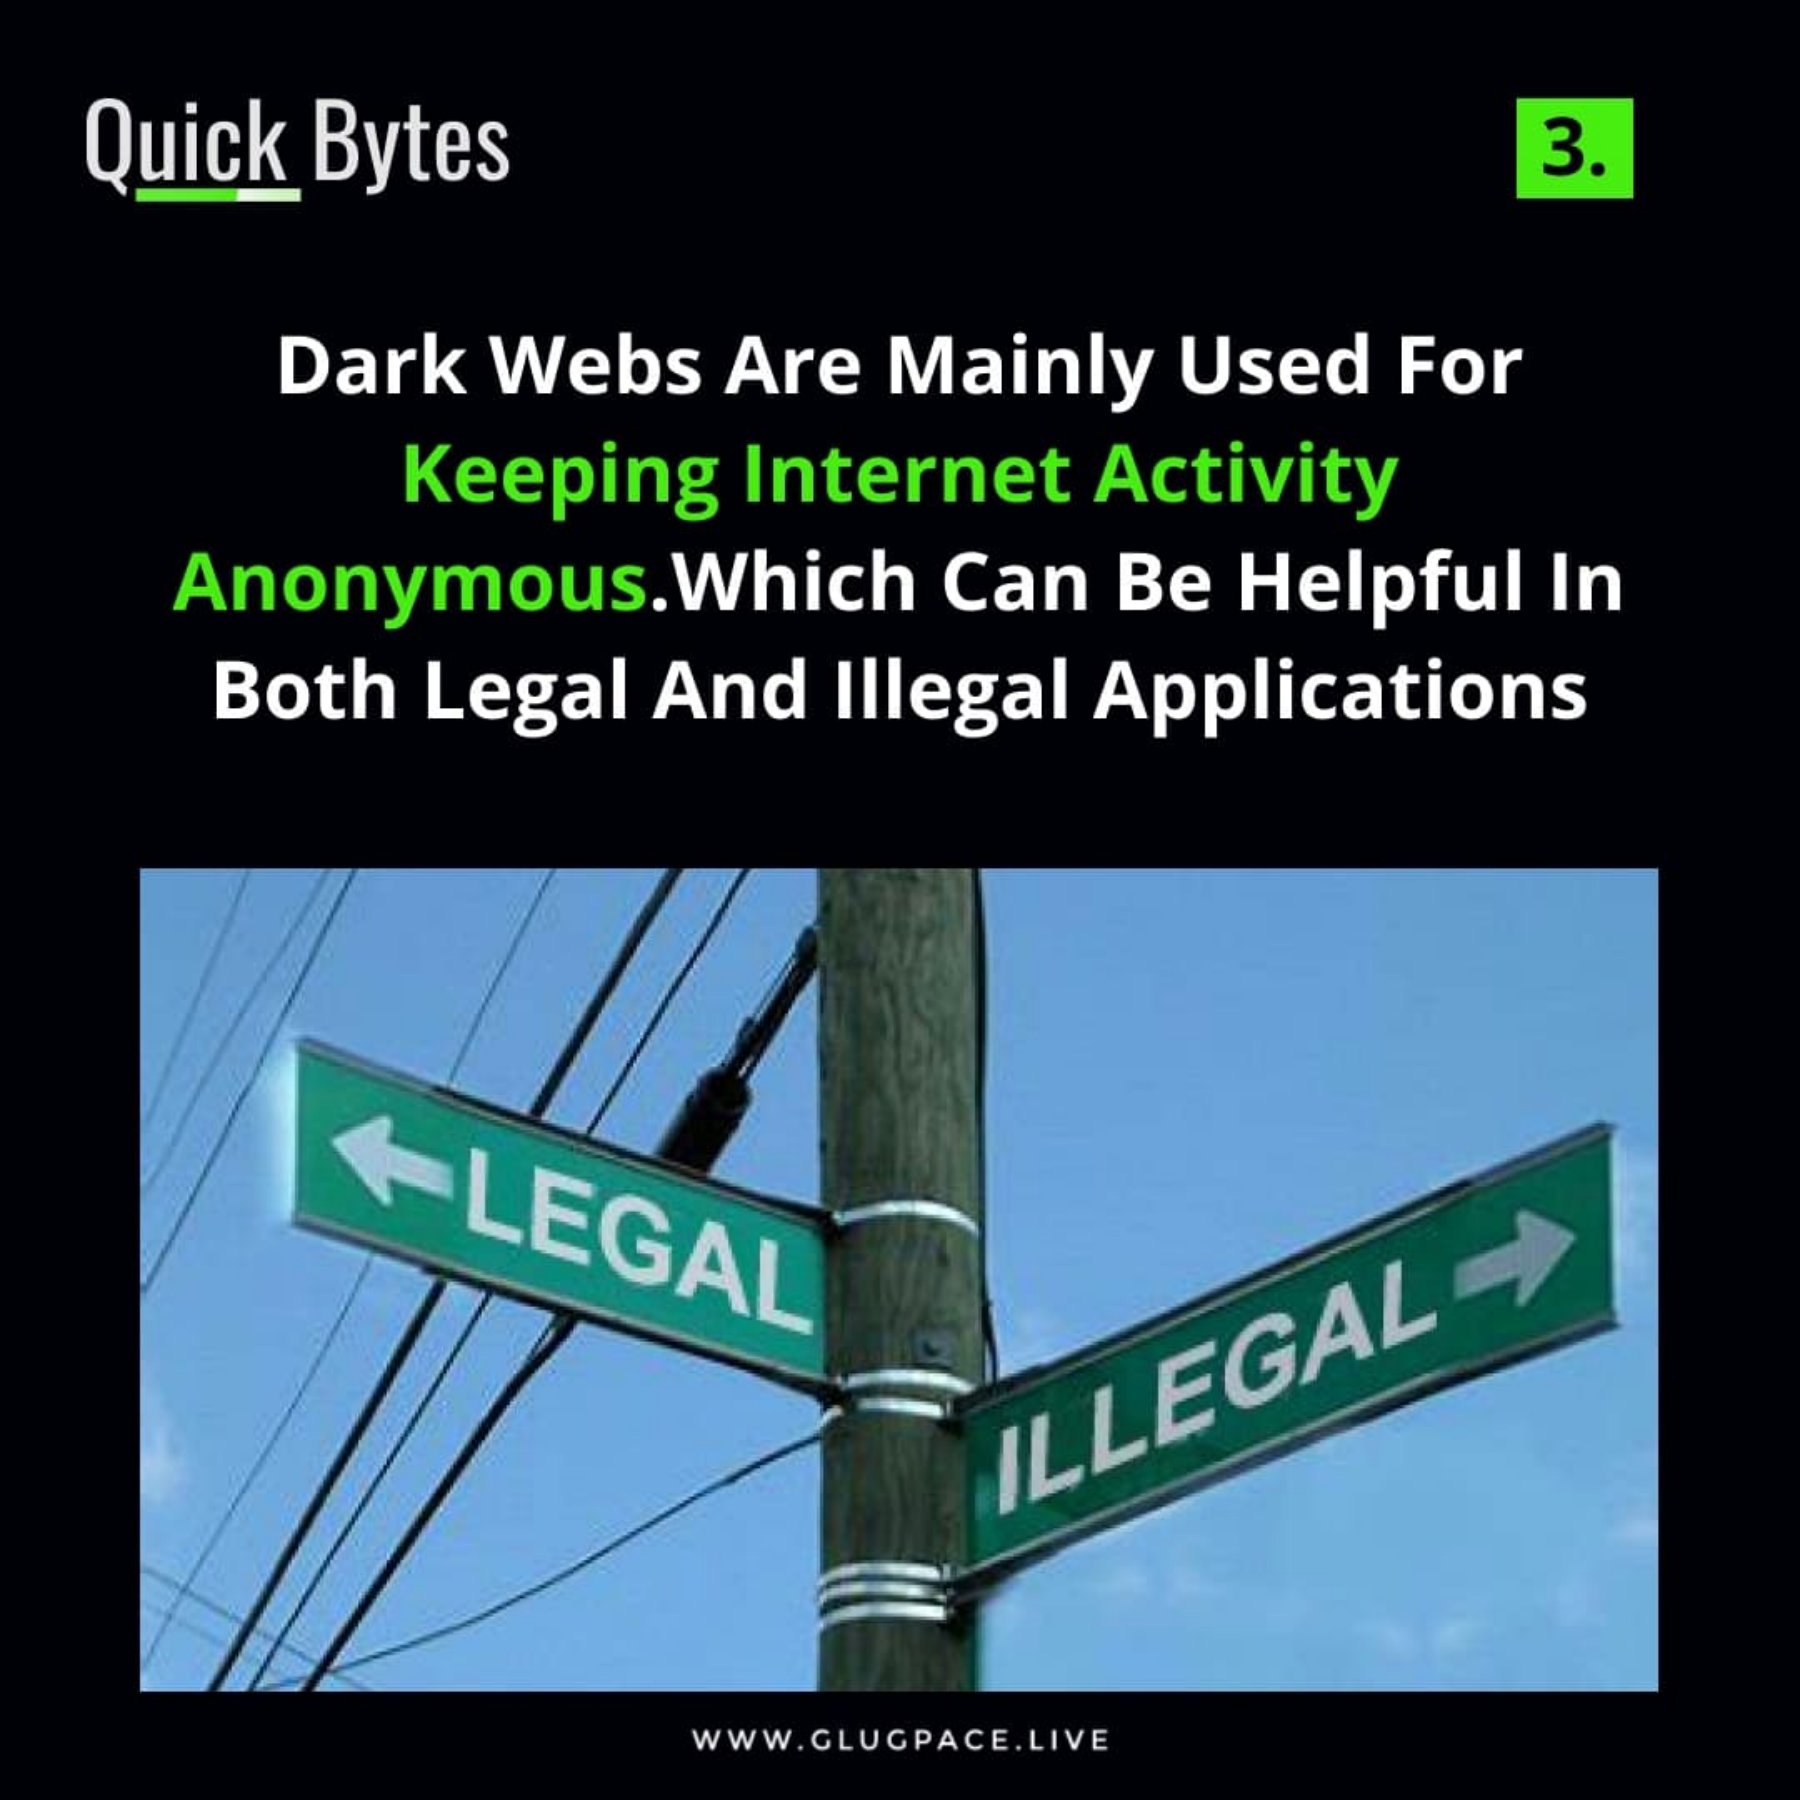 Quick Bytes
3.
Dark Webs Are Mainly Used For
Keeping Internet Activity
Anonymous.Which Can Be Helpful In
Both Legal And Illegal Applications
LEGAL
ILLEGAL
WWW.GLUGPACE.LIVE